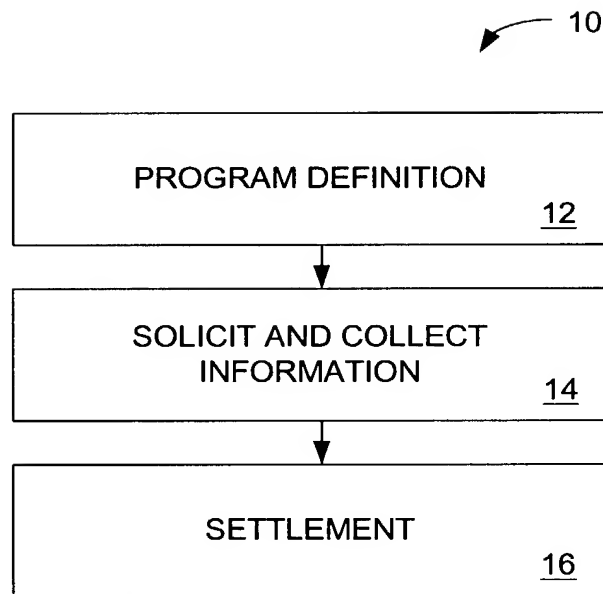 10
PROGRAM DEFINITION
12
SOLICIT AND COLLECT
INFORMATION
14
SETTLEMENT
16